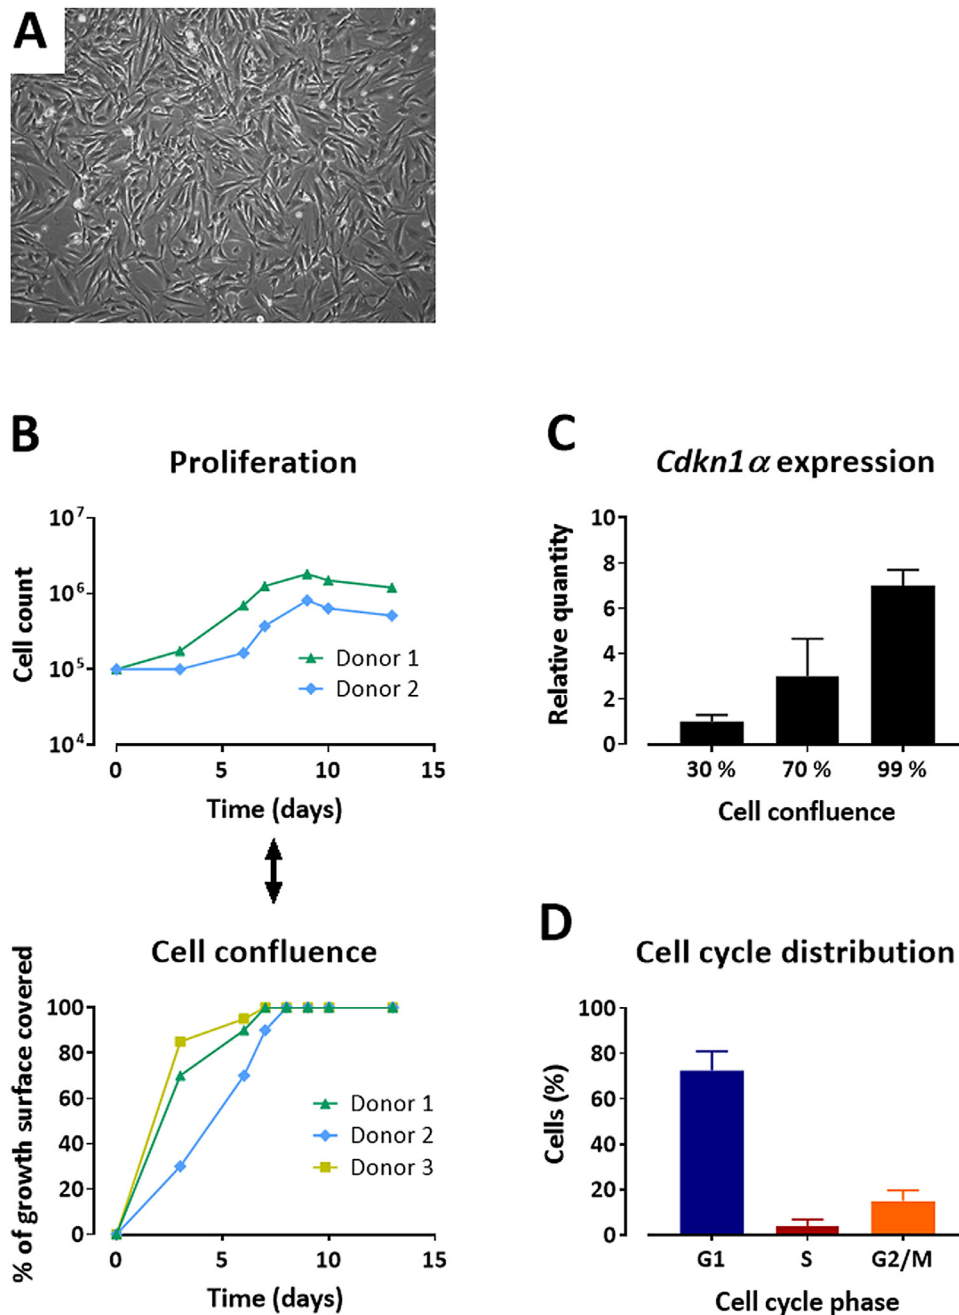 A
B
Proliferation
Cell count
10⁷
10⁶
10⁵
10⁴
Donor 1
Donor 2
0 5 10 15
Time (days)
Cell confluence
% of growth surface covered
100
80
60
40
20
0
Donor 1
Donor 2
Donor 3
0 5 10 15
Time (days)
C
Cdkn1α expression
Relative quantity
10
8
6
4
2
0
30 % 70 % 99 %
Cell confluence
D
Cell cycle distribution
Cells (%)
100
80
60
40
20
0
G1 S G2/M
Cell cycle phase